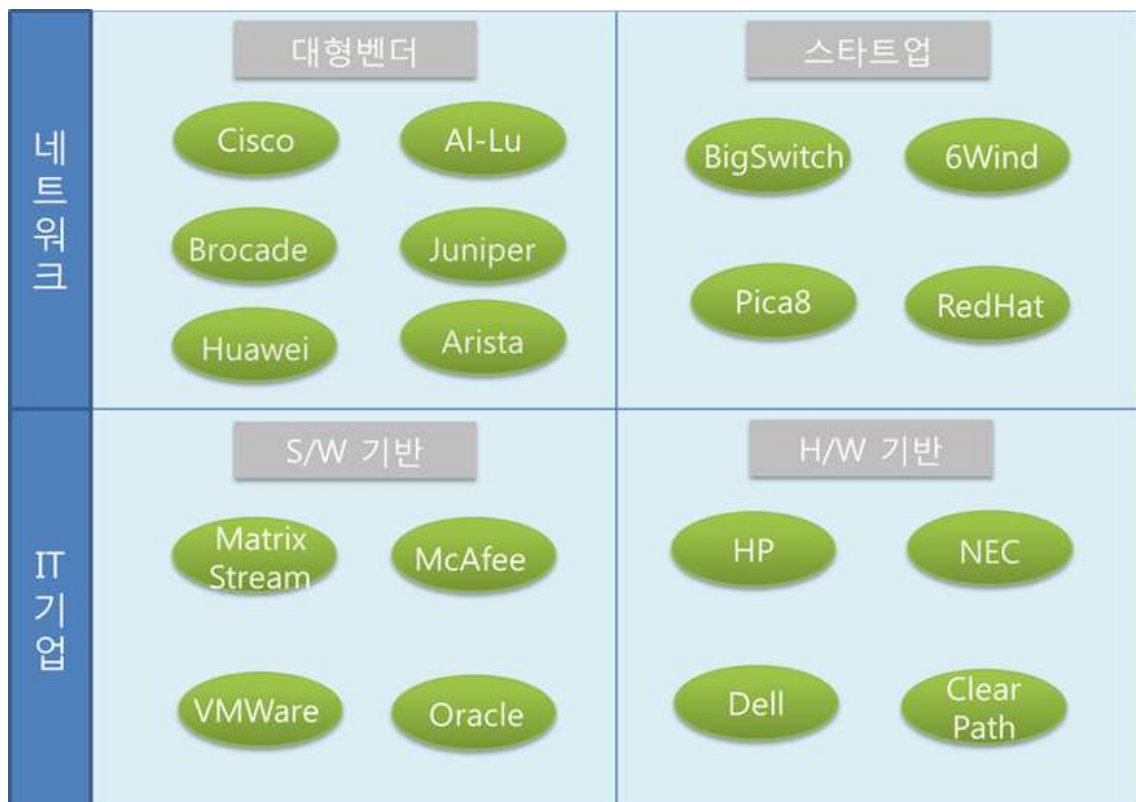 네트워크
대형벤더
Cisco
Al-Lu
Brocade
Juniper
Huawei
Arista
스타트업
BigSwitch
6Wind
Pica8
RedHat
IT기업
S/W 기반
Matrix
Stream
McAfee
VMWare
Oracle
H/W 기반
HP
NEC
Dell
Clear
Path